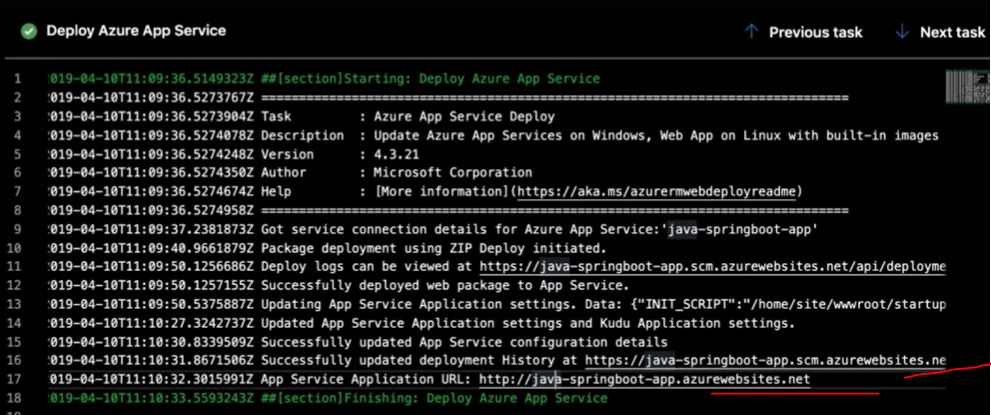 Deploy Azure App Service
Previous task
Next task
1 019-04-10T11:09:36.5149323Z ##[section]Starting: Deploy Azure App Service
2 019-04-10T11:09:36.5273767Z ==============================================================================
3 019-04-10T11:09:36.5273904Z Task         : Azure App Service Deploy
4 019-04-10T11:09:36.5274078Z Description  : Update Azure App Services on Windows, Web App on Linux with built-in images
5 019-04-10T11:09:36.5274248Z Version      : 4.3.21
6 019-04-10T11:09:36.5274350Z Author       : Microsoft Corporation
7 019-04-10T11:09:36.5274674Z Help         : [More information](https://aka.ms/azurermwebdeployreadme)
8 019-04-10T11:09:36.5274958Z ==============================================================================
9 019-04-10T11:09:37.2381873Z Got service connection details for Azure App Service:'java-springboot-app'
10 019-04-10T11:09:40.9661879Z Package deployment using ZIP Deploy initiated.
11 019-04-10T11:09:50.1256686Z Deploy logs can be viewed at https://java-springboot-app.scm.azurewebsites.net/api/deployme
12 019-04-10T11:09:50.1257155Z Successfully deployed web package to App Service.
13 019-04-10T11:09:50.5375887Z Updating App Service Application settings. Data: {"INIT_SCRIPT":"/home/site/wwwroot/startup
14 019-04-10T11:10:27.3242737Z Updated App Service Application settings and Kudu Application settings.
15 019-04-10T11:10:30.8339509Z Successfully updated App Service configuration details
16 019-04-10T11:10:31.8671506Z Successfully updated deployment History at https://java-springboot-app.scm.azurewebsites.ne
17 019-04-10T11:10:32.3015991Z App Service Application URL: http://java-springboot-app.azurewebsites.net
18 019-04-10T11:10:33.5593243Z ##[section]Finishing: Deploy Azure App Service